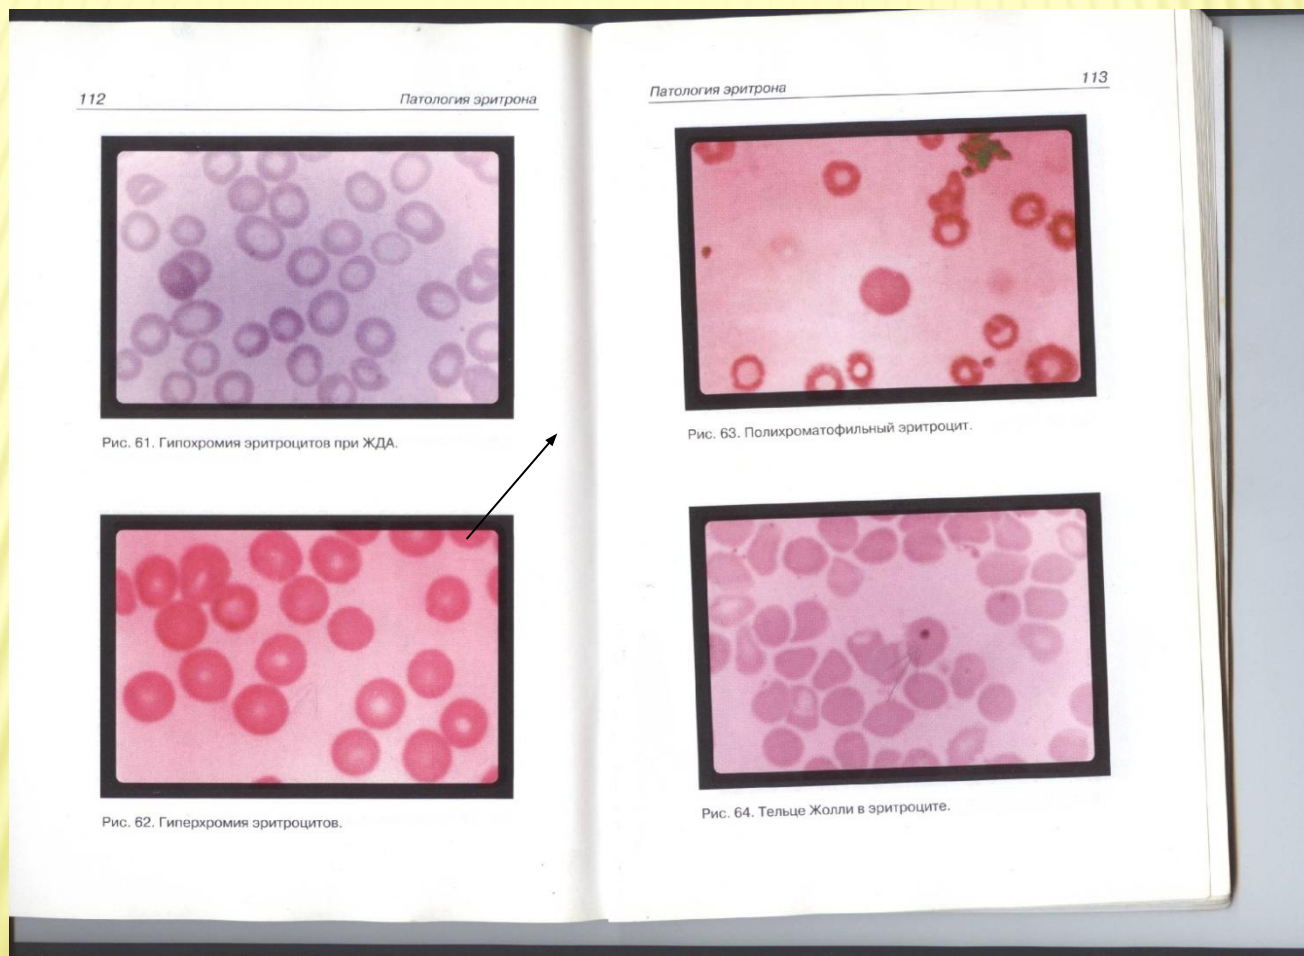 112
Патология эритрона
Рис. 61. Гипохромия эритроцитов при ЖДА.
Рис. 62. Гиперхромия эритроцитов.
Патология эритрона
113
Рис. 63. Полихроматофильный эритроцит.
Рис. 64. Тельце Жолли в эритроците.